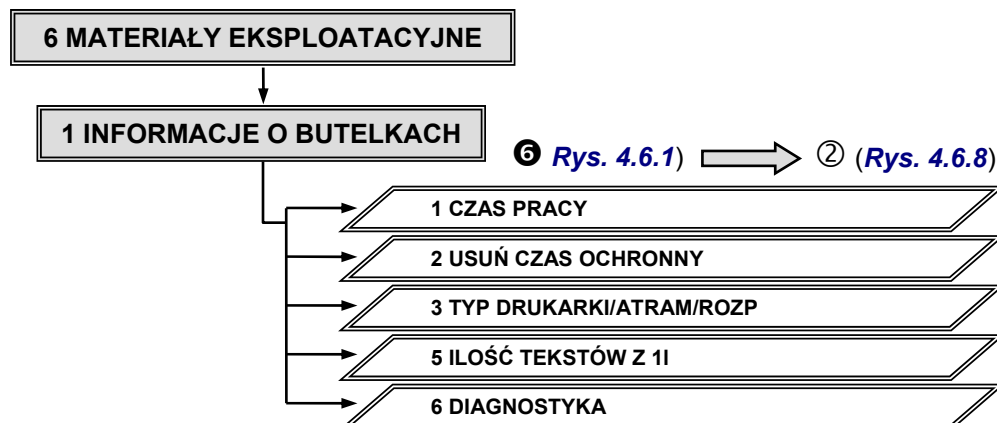 6 MATERIAŁY EKSPLOATACYJNE
1 INFORMACJE O BUTELKACH
❻ Rys. 4.6.1) ② (Rys. 4.6.8)
1 CZAS PRACY
2 USUŃ CZAS OCHRONNY
3 TYP DRUKARKI/ATRAM/ROZP
5 ILOŚĆ TEKSTÓW Z 1l
6 DIAGNOSTYKA